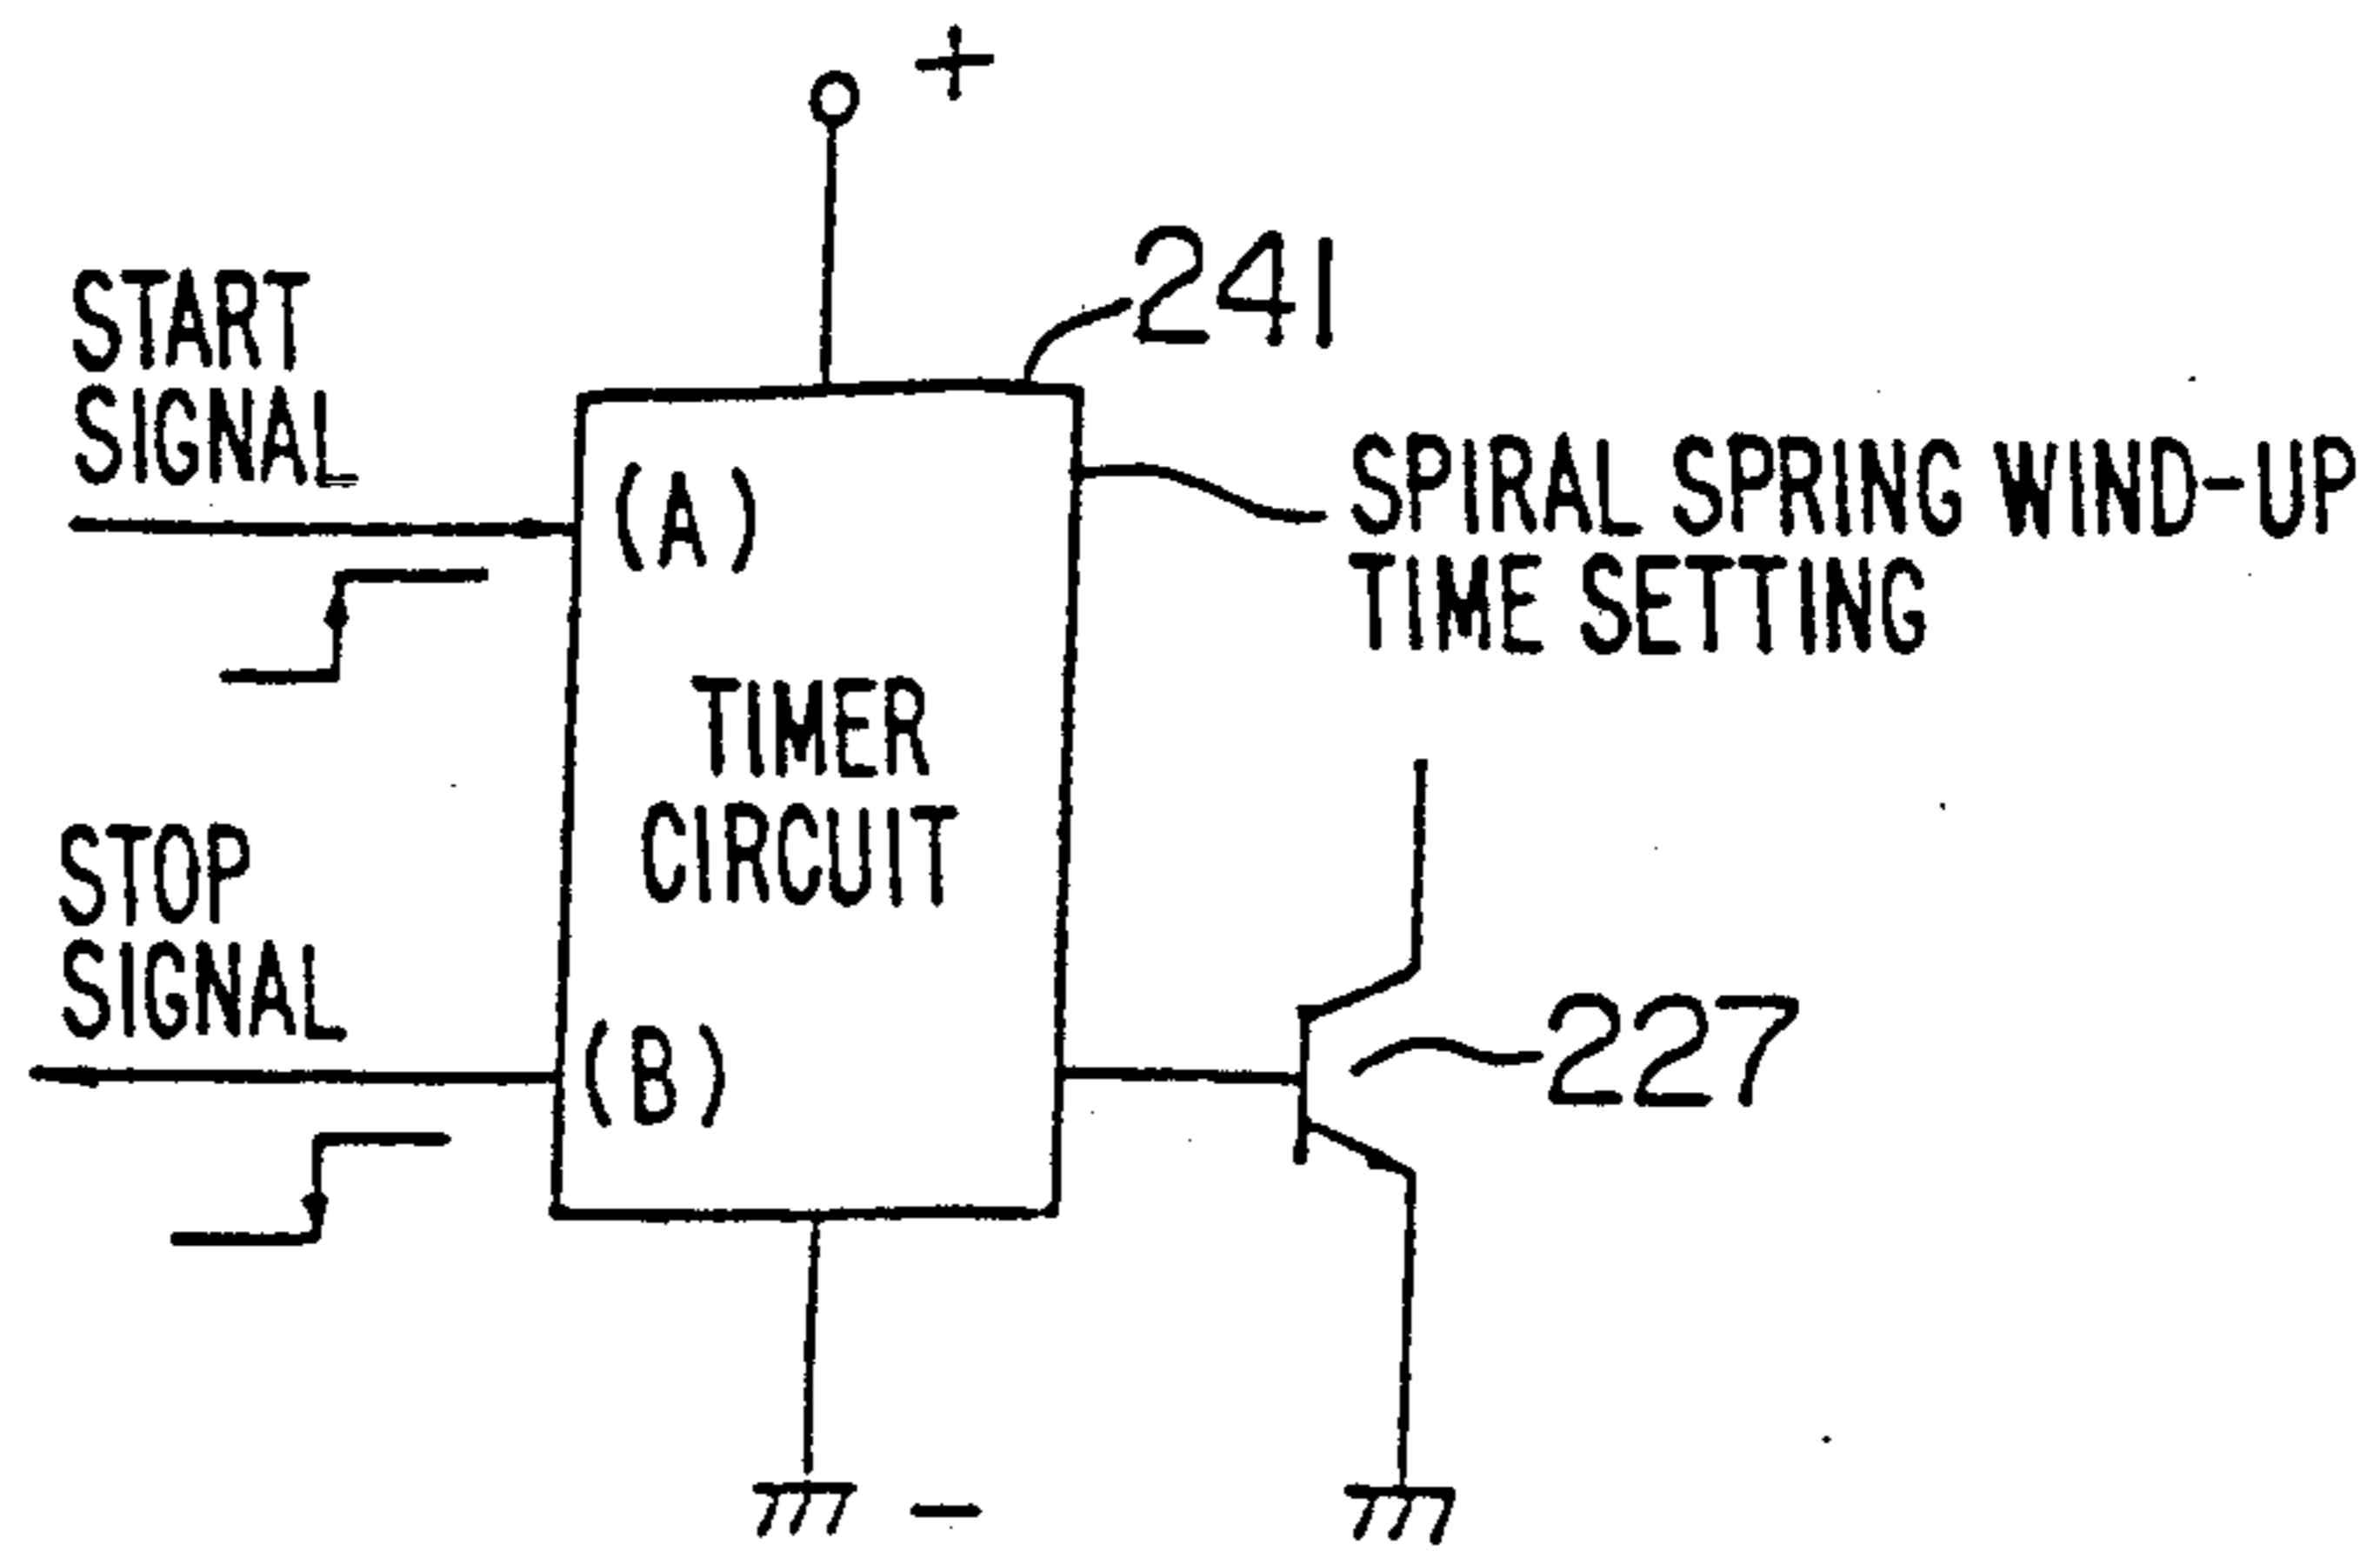 +
241
START
SIGNAL
(A)
SPIRAL SPRING WIND-UP
TIME SETTING
TIMER
CIRCUIT
STOP
SIGNAL
(B)
227
-